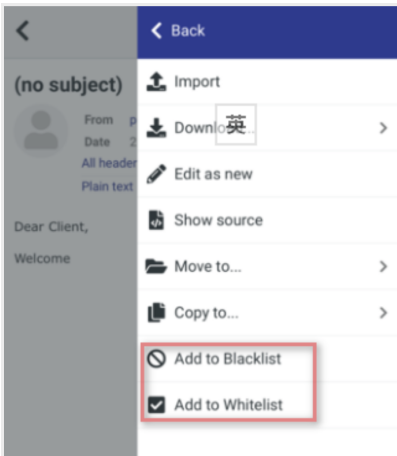 Back
(no subject)
From p
Date 2
All header
Plain text
Dear Client,
Welcome
Import
英
Edit as new
Show source
Move to...
Copy to...
Add to Blacklist
Add to Whitelist